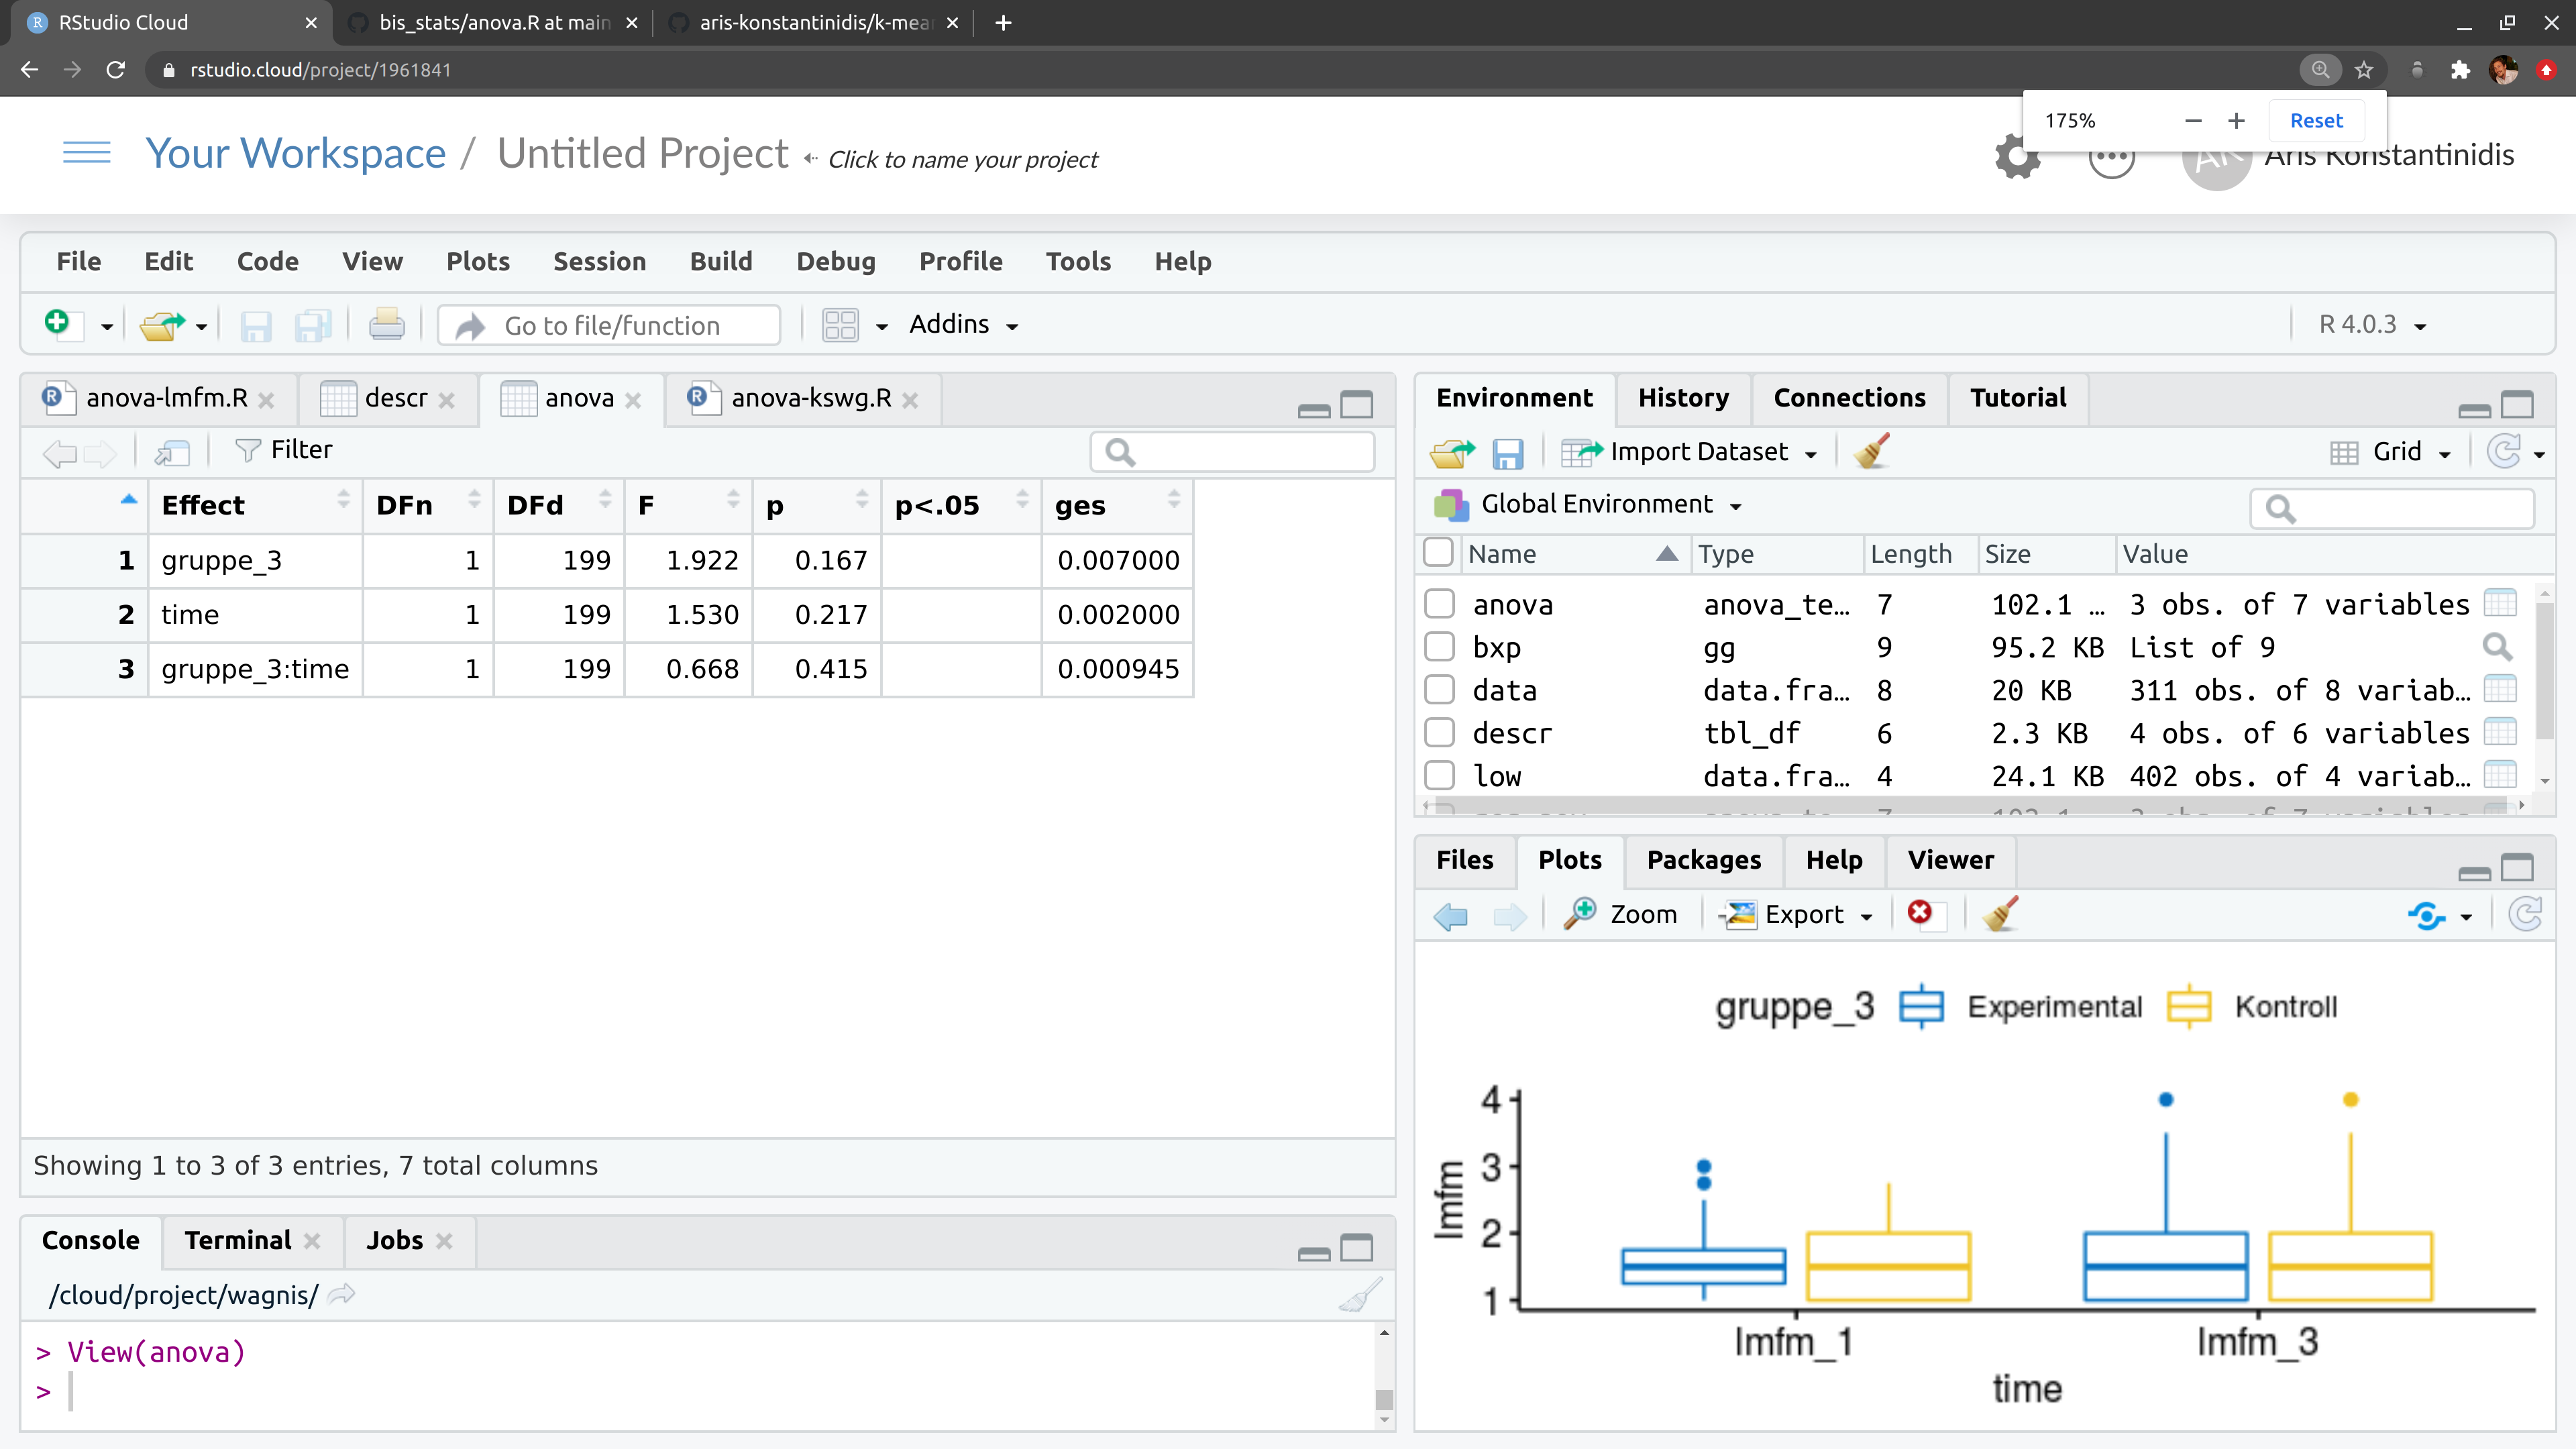 RStudio Cloud
bis_stats/anova.R at main
aris-konstantinidis/k-mea
rstudio.cloud/project/1961841
175%
Reset
Your Workspace / Untitled Project Click to name your project
Aris Konstantinidis
File Edit Code View Plots Session Build Debug Profile Tools Help
Go to file/function
Addins
R 4.0.3
anova-lmfm.R descr anova anova-kswg.R
Filter
Effect DFn DFd F p p<.05 ges
1 gruppe_3 1 199 1.922 0.167 0.007000
2 time 1 199 1.530 0.217 0.002000
3 gruppe_3:time 1 199 0.668 0.415 0.000945
Showing 1 to 3 of 3 entries, 7 total columns
Console Terminal Jobs
/cloud/project/wagnis/
> View(anova)
>
Environment History Connections Tutorial
Import Dataset
Grid
Global Environment
Name Type Length Size Value
anova anova_te… 7 102.1 … 3 obs. of 7 variables
bxp gg 9 95.2 KB List of 9
data data.fra… 8 20 KB 311 obs. of 8 variab…
descr tbl_df 6 2.3 KB 4 obs. of 6 variables
low data.fra… 4 24.1 KB 402 obs. of 4 variab…
Files Plots Packages Help Viewer
Zoom Export
gruppe_3 Experimental Kontroll
4
3
2
1
lmfm
lmfm_1 lmfm_3
time